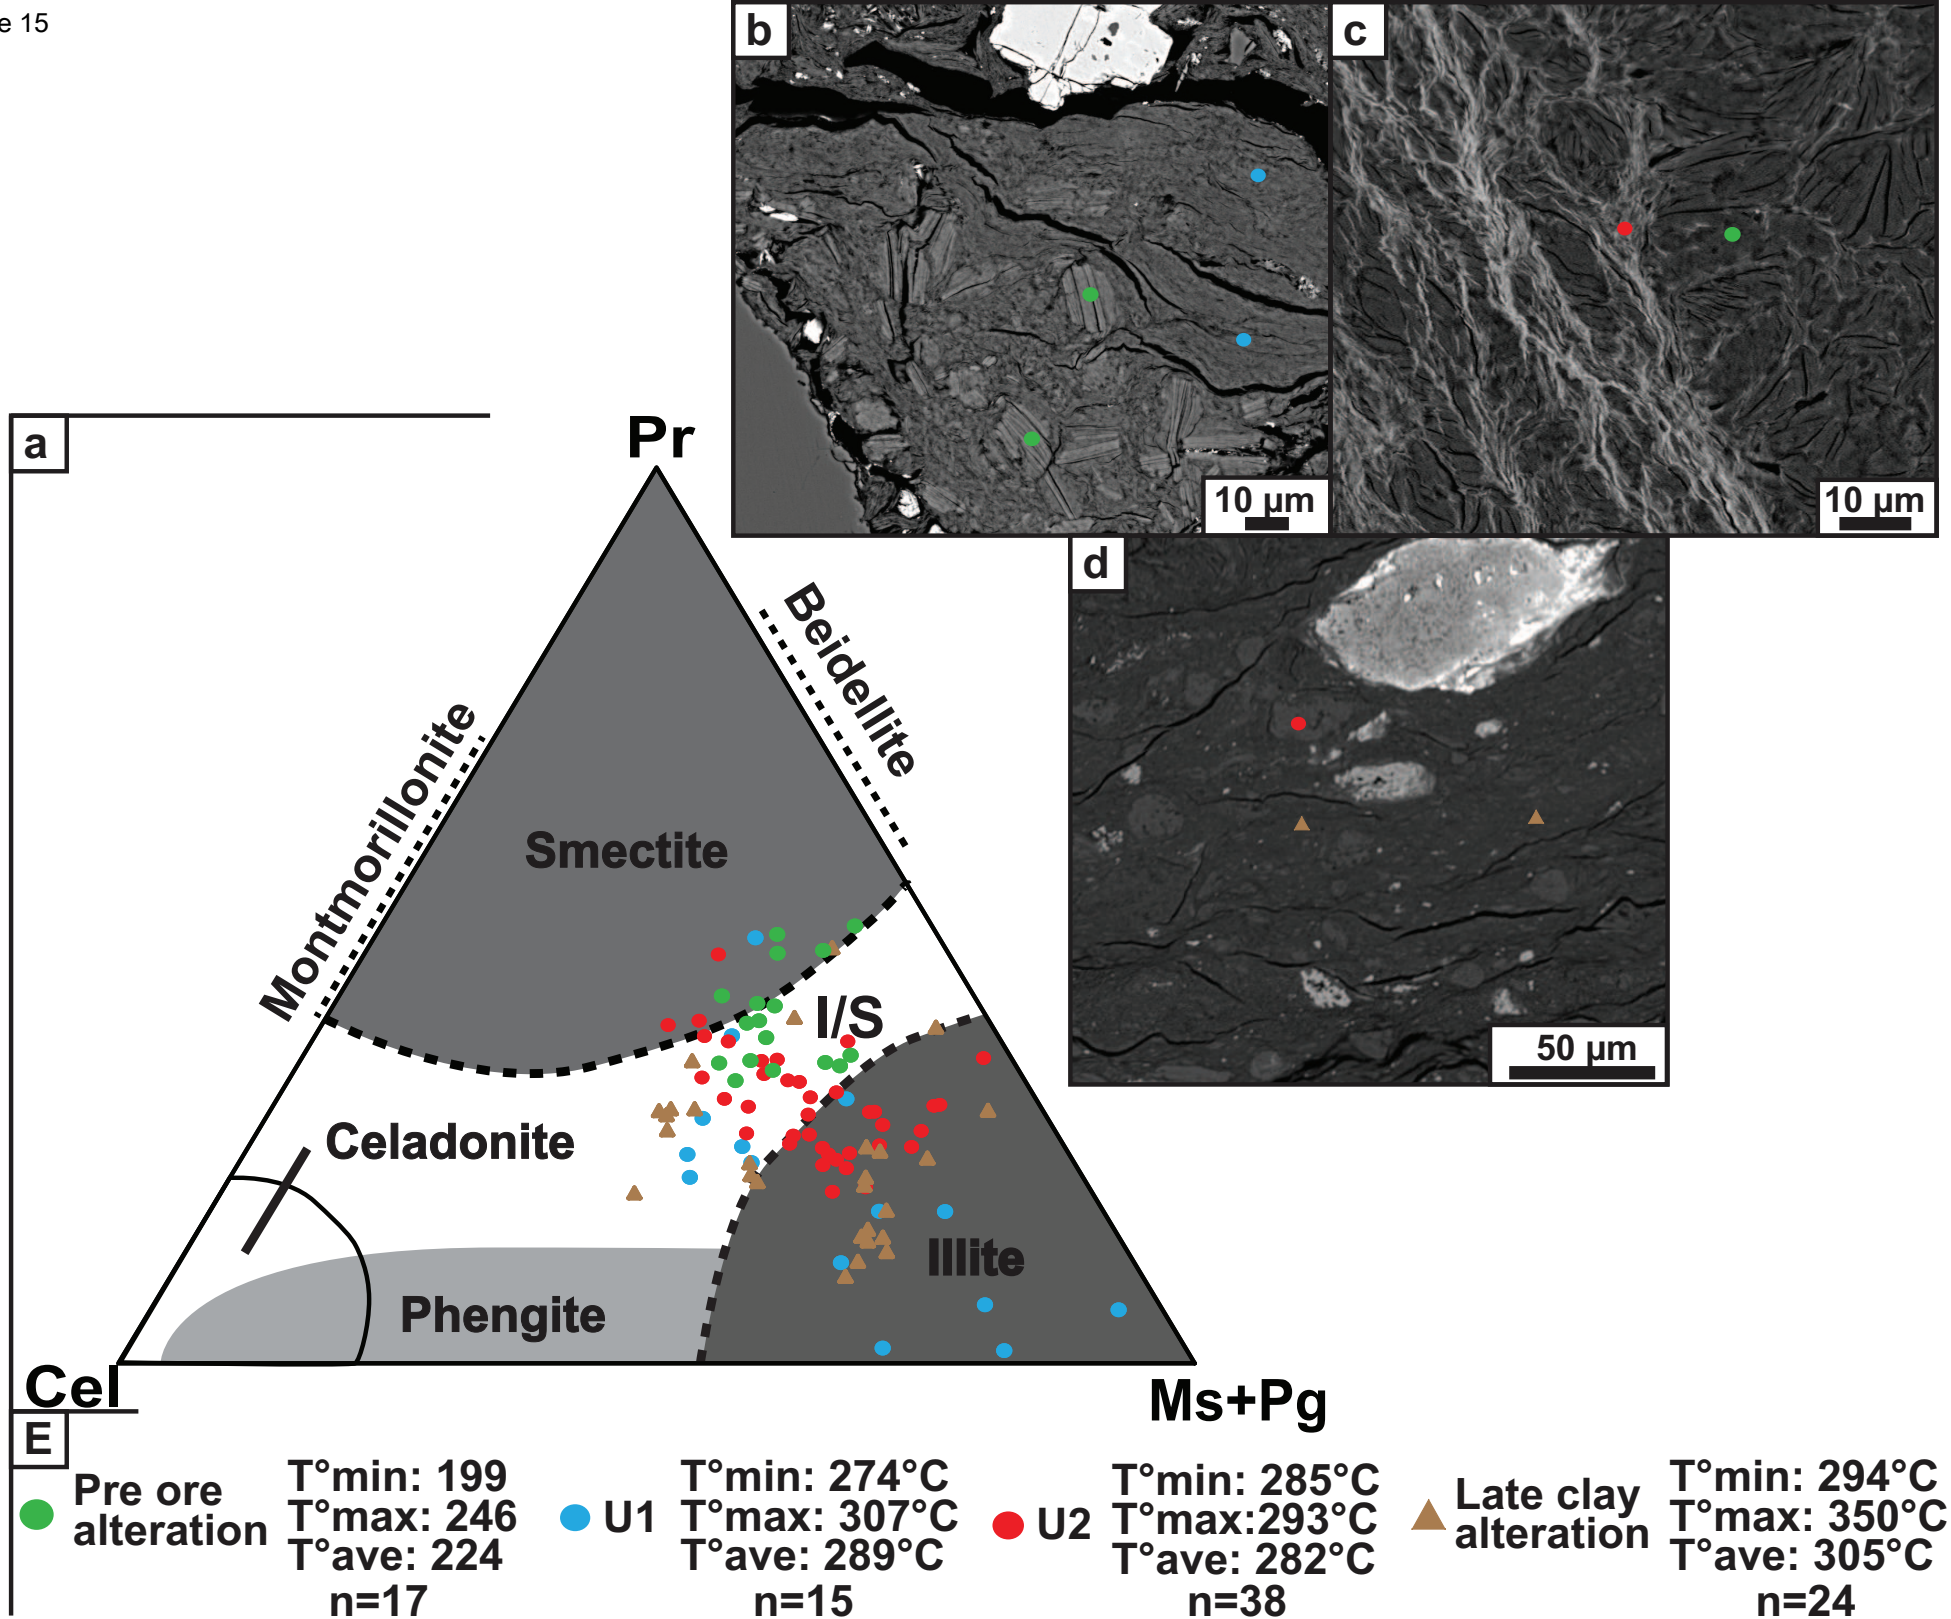 e 15
b
c
10 µm
10 µm
d
50 µm
a
Pr
Beidellite
Montmorillonite
Smectite
I/S
Celadonite
Illite
Phengite
Cel
Ms+Pg
E
Pre ore
alteration
T°min: 199
T°max: 246
T°ave: 224
n=17
U1
T°min: 274°C
T°max: 307°C
T°ave: 289°C
n=15
U2
T°min: 285°C
T°max:293°C
T°ave: 282°C
n=38
Late clay
alteration
T°min: 294°C
T°max: 350°C
T°ave: 305°C
n=24